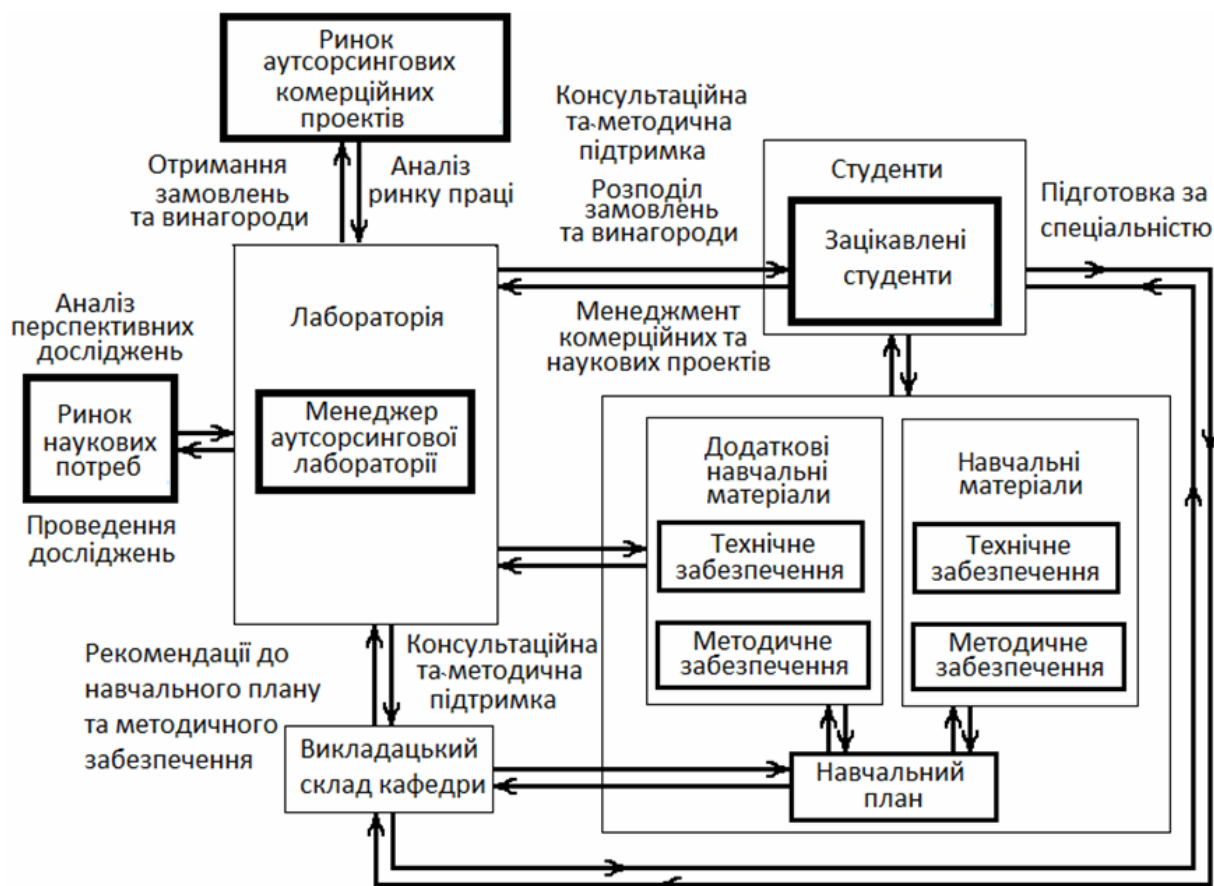 Ринок
аутсорсингових
комерційних
проектів
Отримання
замовлень
та винагороди
Аналіз
ринку праці
Консультаційна
та методична
підтримка
Розподіл
замовлень
та винагороди
Студенти
Зацікавлені
студенти
Підготовка за
спеціальністю
Аналіз
перспективних
досліджень
Лабораторія
Менеджмент
комерційних та
наукових проектів
Ринок
наукових
потреб
Менеджер
аутсорсингової
лабораторії
Проведення
досліджень
Додаткові
навчальні
матеріали
Технічне
забезпечення
Методичне
забезпечення
Навчальні
матеріали
Технічне
забезпечення
Методичне
забезпечення
Рекомендації до
навчального плану
та методичного
забезпечення
Консультаційна
та методична
підтримка
Викладацький
склад кафедри
Навчальний
план